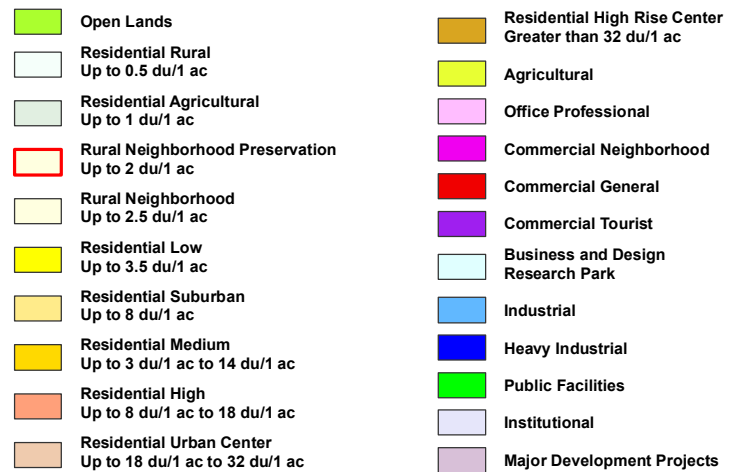 Open Lands
Residential Rural
Up to 0.5 du/1 ac
Residential Agricultural
Up to 1 du/1 ac
Rural Neighborhood Preservation
Up to 2 du/1 ac
Rural Neighborhood
Up to 2.5 du/1 ac
Residential Low
Up to 3.5 du/1 ac
Residential Suburban
Up to 8 du/1 ac
Residential Medium
Up to 3 du/1 ac to 14 du/1 ac
Residential High
Up to 8 du/1 ac to 18 du/1 ac
Residential Urban Center
Up to 18 du/1 ac to 32 du/1 ac
Residential High Rise Center
Greater than 32 du/1 ac
Agricultural
Office Professional
Commercial Neighborhood
Commercial General
Commercial Tourist
Business and Design
Research Park
Industrial
Heavy Industrial
Public Facilities
Institutional
Major Development Projects